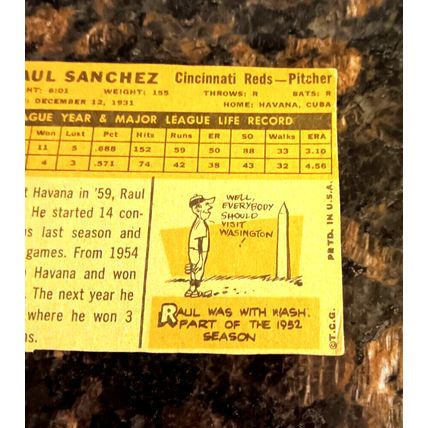 AUL SANCHEZ Cincinnati Reds—Pitcher
HT: 6:01 WEIGHT: 155 THROWS: R BATS: R
: DECEMBER 12, 1931 HOME: HAVANA, CUBA
AGUE YEAR & MAJOR LEAGUE LIFE RECORD
Won Lost Pct Hits Runs ER SO Walks ERA
11 5 .688 152 59 50 88 33 3.10
4 3 .571 74 42 38 43 32 4.56
t Havana in '59, Raul
He started 14 con-
s last season and
games. From 1954
Havana and won
. The next year he
where he won 3
ns.
WELL,
EVERYBODY
SHOULD
VISIT
WASINGTON
!
RAUL WAS WITH WASH.
PART OF THE 1952
SEASON
©T.C.G. PRTD. IN U.S.A.